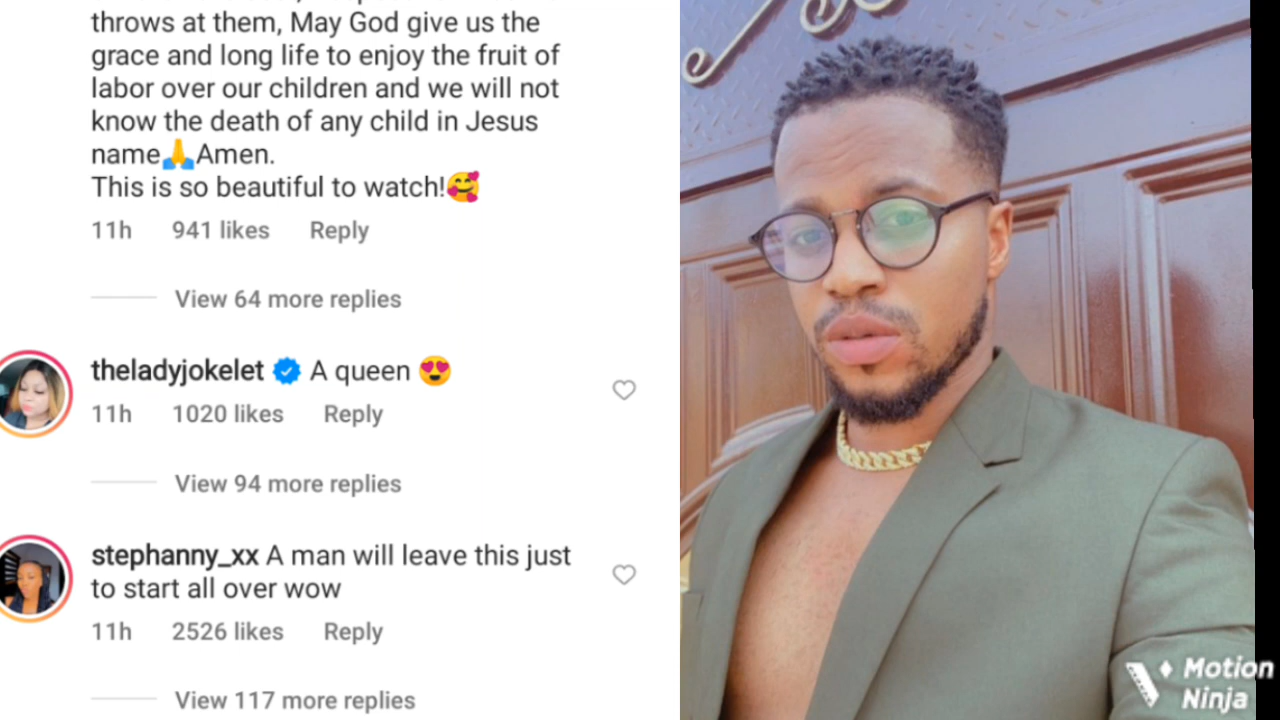 throws at them, May God give us the
grace and long life to enjoy the fruit of
labor over our children and we will not
know the death of any child in Jesus
name🙏Amen.
This is so beautiful to watch!🥰
11h 941 likes Reply
View 64 more replies
theladyjokelet A queen 😍
11h 1020 likes Reply
View 94 more replies
stephanny_xx A man will leave this just
to start all over wow
11h 2526 likes Reply
View 117 more replies
Motion
Ninja